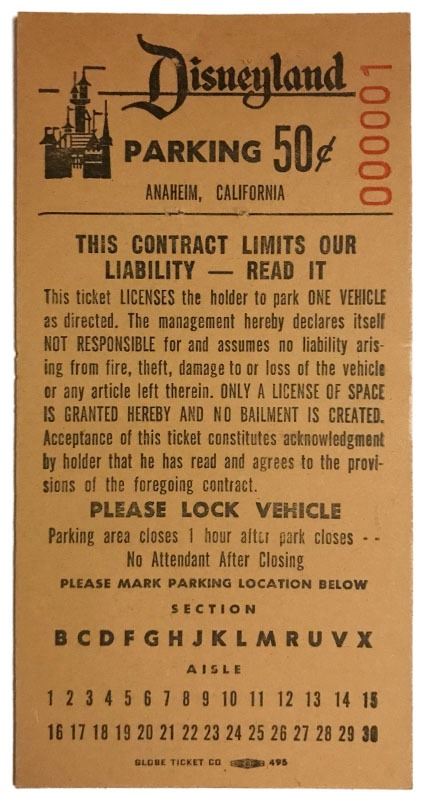 Disneyland
PARKING 50¢
000001
ANAHEIM, CALIFORNIA
THIS CONTRACT LIMITS OUR
LIABILITY — READ IT
This ticket LICENSES the holder to park ONE VEHICLE
as directed. The management hereby declares itself
NOT RESPONSIBLE for and assumes no liability aris-
ing from fire, theft, damage to or loss of the vehicle
or any article left therein. ONLY A LICENSE OF SPACE
IS GRANTED HEREBY AND NO BAILMENT IS CREATED.
Acceptance of this ticket constitutes acknowledgment
by holder that he has read and agrees to the provi-
sions of the foregoing contract.
PLEASE LOCK VEHICLE
Parking area closes 1 hour after park closes - -
No Attendant After Closing
PLEASE MARK PARKING LOCATION BELOW
SECTION
B C D F G H J K L M R U V X
AISLE
1 2 3 4 5 6 7 8 9 10 11 12 13 14 15
16 17 18 19 20 21 22 23 24 25 26 27 28 29 30
GLOBE TICKET CO 495